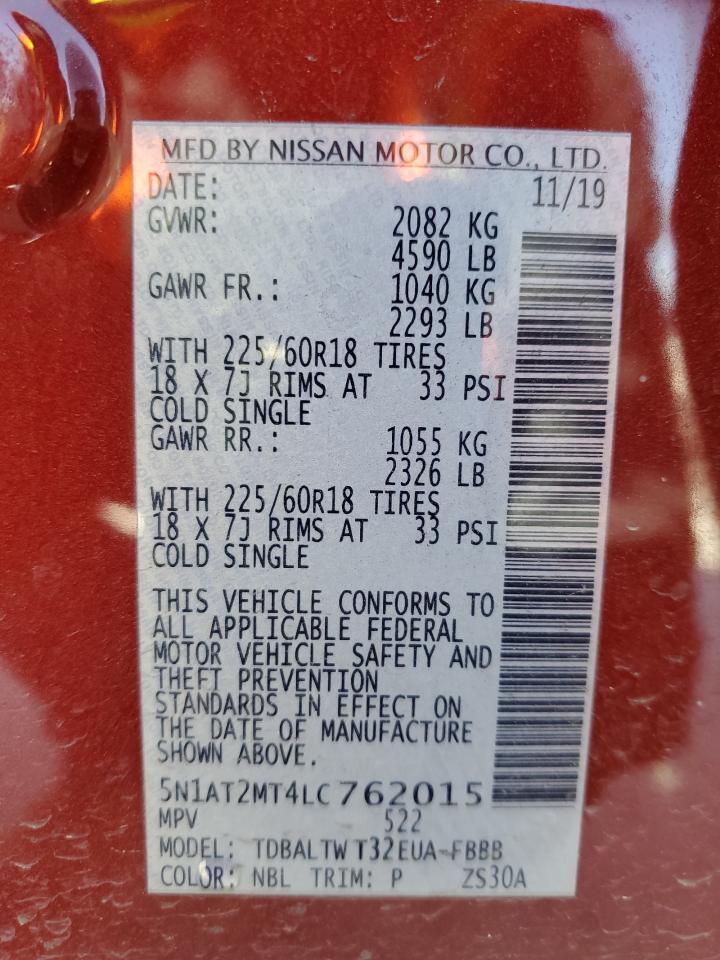 MFD BY NISSAN MOTOR CO., LTD.
DATE: 11/19
GVWR: 2082 KG
4590 LB
GAWR FR.: 1040 KG
2293 LB
WITH 225/60R18 TIRES
18 X 7J RIMS AT 33 PSI
COLD SINGLE
GAWR RR.: 1055 KG
2326 LB
WITH 225/60R18 TIRES
18 X 7J RIMS AT 33 PSI
COLD SINGLE
THIS VEHICLE CONFORMS TO
ALL APPLICABLE FEDERAL
MOTOR VEHICLE SAFETY AND
THEFT PREVENTION
STANDARDS IN EFFECT ON
THE DATE OF MANUFACTURE
SHOWN ABOVE.
5N1AT2MT4LC762015
MPV 522
MODEL: TDBALTW T32EUA-FBBB
COLOR: NBL TRIM: P ZS30A